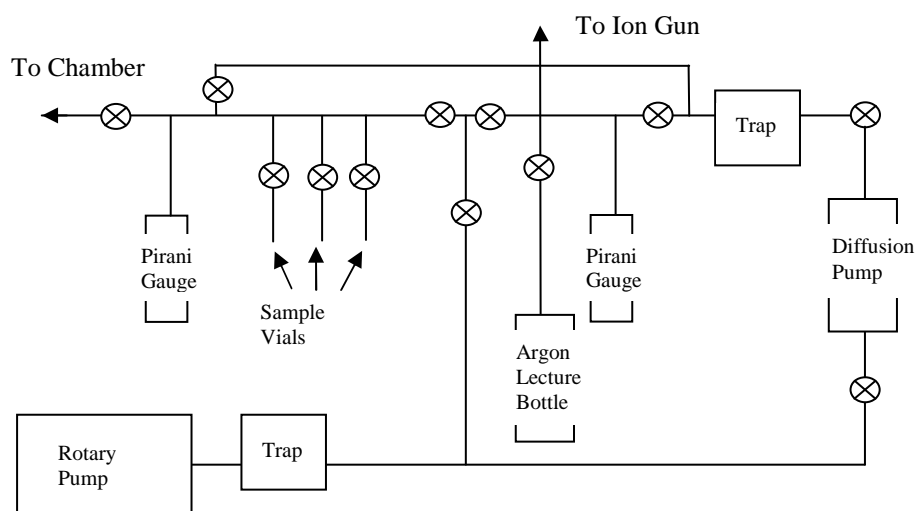 To Ion Gun
To Chamber
Trap
Pirani
Gauge
Sample
Vials
Argon
Lecture
Bottle
Pirani
Gauge
Diffusion
Pump
Rotary
Pump
Trap